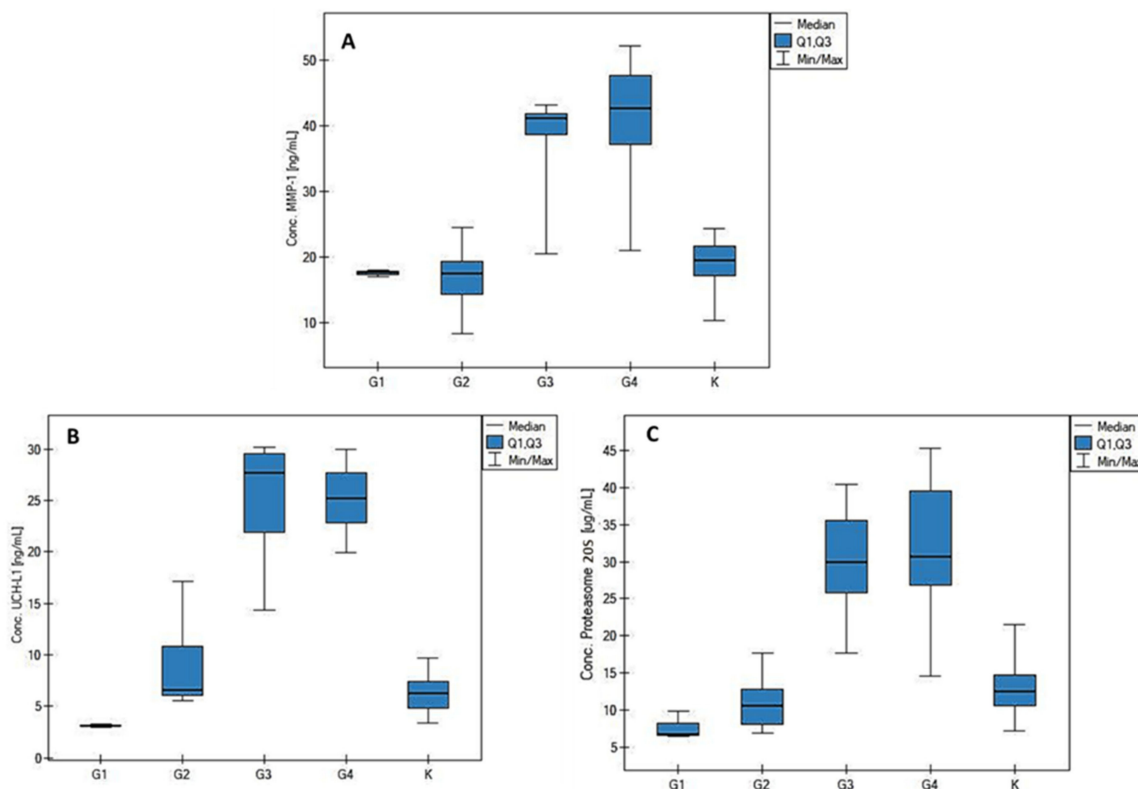 A
Median
Q1,Q3
Min/Max
Conc. MMP-1 [ng/mL]
50
40
30
20
10
G1 G2 G3 G4 K
B
Median
Q1,Q3
Min/Max
Conc. UCH-L1 [ng/mL]
30
25
20
15
10
5
0
G1 G2 G3 G4 K
C
Median
Q1,Q3
Min/Max
Conc. Proteasome 20S [ug/mL]
45
40
35
30
25
20
15
10
5
G1 G2 G3 G4 K